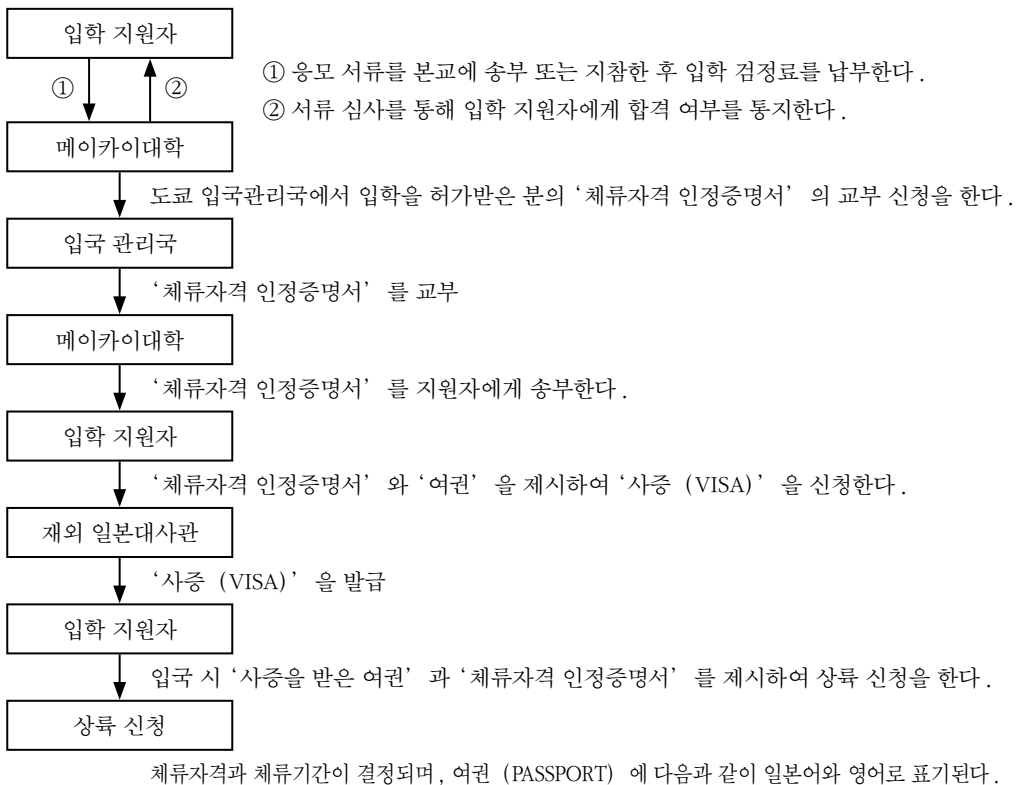 입학 지원자
① ②
① 응모 서류를 본교에 송부 또는 지참한 후 입학 검정료를 납부한다.
② 서류 심사를 통해 입학 지원자에게 합격 여부를 통지한다.
메이카이대학
도쿄 입국관리국에서 입학을 허가받은 분의 ‘체류자격 인정증명서’의 교부 신청을 한다.
입국 관리국
‘체류자격 인정증명서’를 교부
메이카이대학
‘체류자격 인정증명서’를 지원자에게 송부한다.
입학 지원자
‘체류자격 인정증명서’와 ‘여권’을 제시하여 ‘사증 (VISA)’을 신청한다.
재외 일본대사관
‘사증 (VISA)’을 발급
입학 지원자
입국 시 ‘사증을 받은 여권’과 ‘체류자격 인정증명서’를 제시하여 상륙 신청을 한다.
상륙 신청
체류자격과 체류기간이 결정되며, 여권 (PASSPORT) 에 다음과 같이 일본어와 영어로 표기된다.